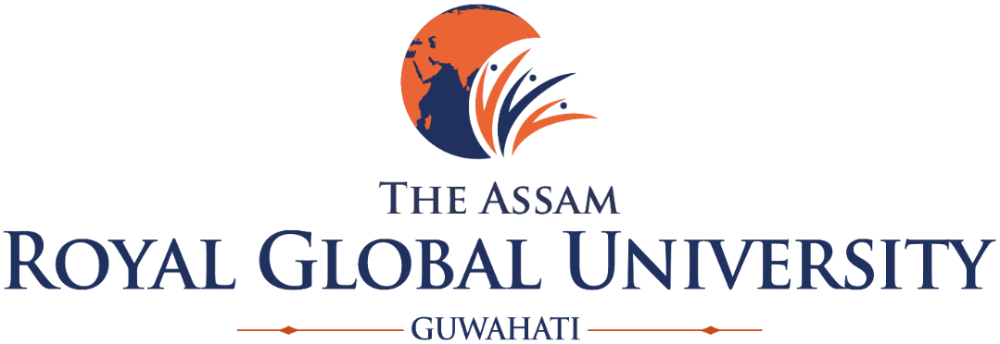 THE ASSAM
ROYAL GLOBAL UNIVERSITY
GUWAHATI